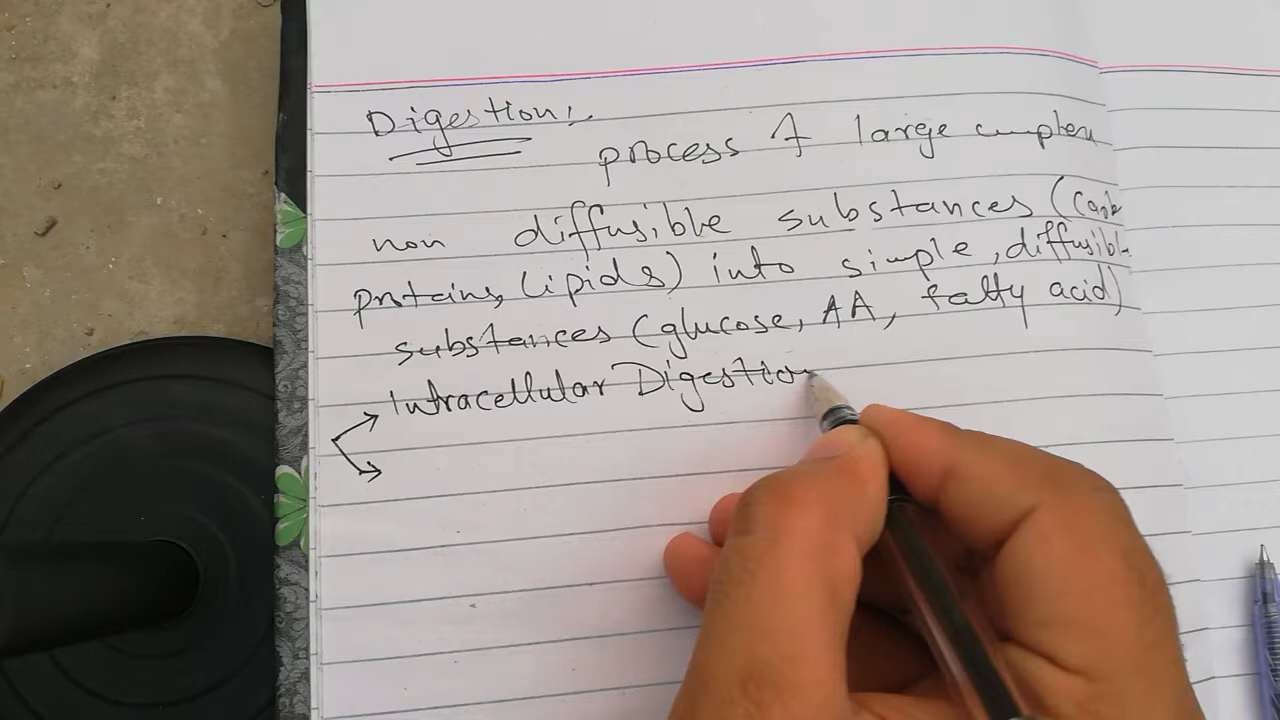 Digestion:
process of large complex
non diffusible substances (Carb
proteins, lipids) into simple, diffusible
substances (glucose, AA, fatty acid)
Intracellular Digestion